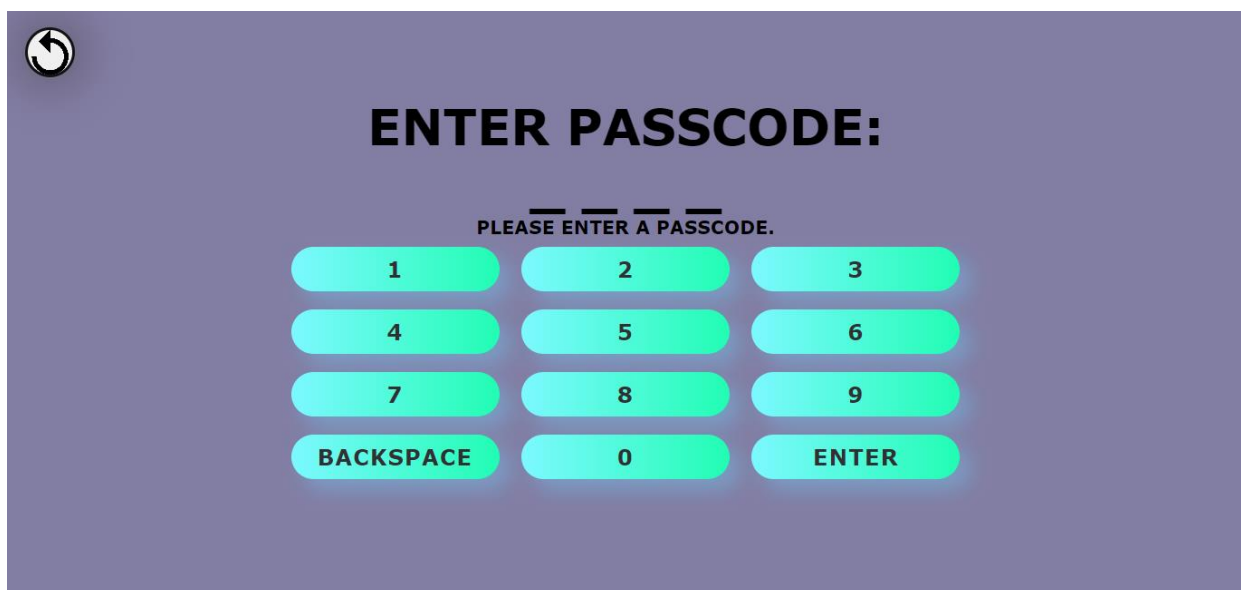 ENTER PASSCODE:
_ _ _ _
PLEASE ENTER A PASSCODE.
1 2 3
4 5 6
7 8 9
BACKSPACE 0 ENTER